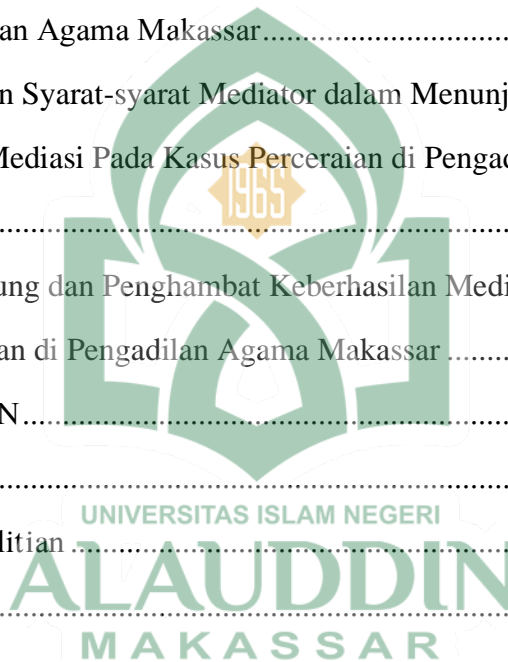 an Agama Makassar....................................
n Syarat-syarat Mediator dalam Menunj
Mediasi Pada Kasus Perceraian di Pengad
1965
................................................................
ung dan Penghambat Keberhasilan Medi
an di Pengadilan Agama Makassar ..........
N................................................................
................................................................
UNIVERSITAS ISLAM NEGERI
litian ........................................................
ALAUDDIN
................................................................
MAKASSAR